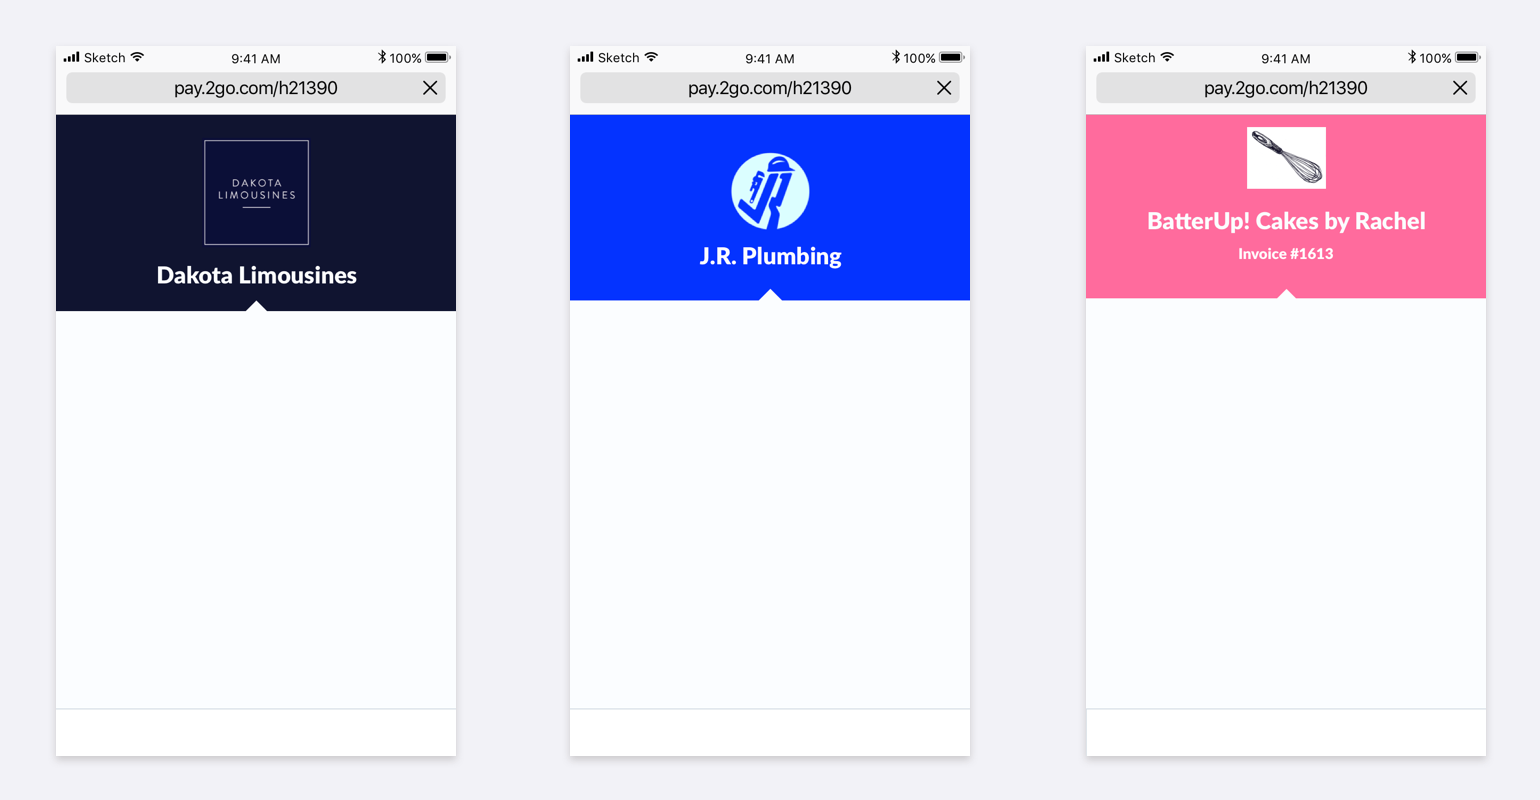 Sketch 9:41 AM 100%
pay.2go.com/h21390
DAKOTA
LIMOUSINES
Dakota Limousines
Sketch 9:41 AM 100%
pay.2go.com/h21390
JR
J.R. Plumbing
Sketch 9:41 AM 100%
pay.2go.com/h21390
BatterUp! Cakes by Rachel
Invoice #1613